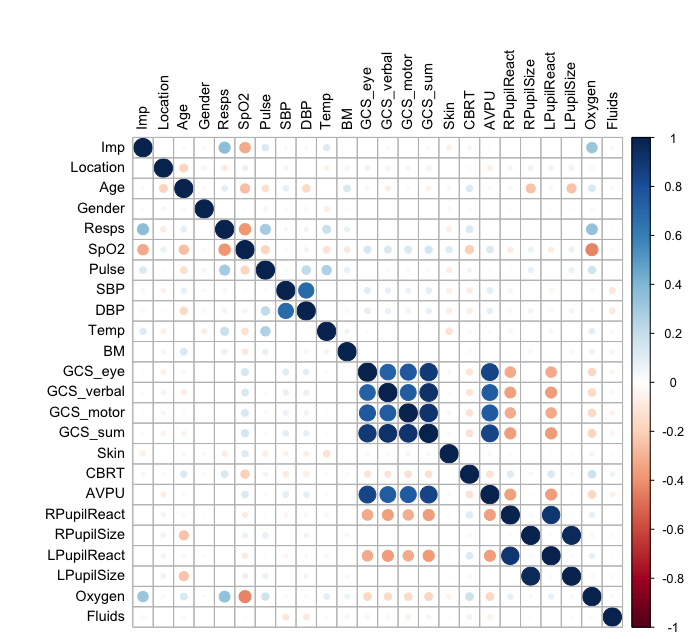 Imp
Location
Age
Gender
Resps
SpO2
Pulse
SBP
DBP
Temp
BM
GCS_eye
GCS_verbal
GCS_motor
GCS_sum
Skin
CBRT
AVPU
RPupilReact
RPupilSize
LPupilReact
LPupilSize
Oxygen
Fluids
Imp
Location
Age
Gender
Resps
SpO2
Pulse
SBP
DBP
Temp
BM
GCS_eye
GCS_verbal
GCS_motor
GCS_sum
Skin
CBRT
AVPU
RPupilReact
RPupilSize
LPupilReact
LPupilSize
Oxygen
Fluids
1
0.8
0.6
0.4
0.2
0
-0.2
-0.4
-0.6
-0.8
-1